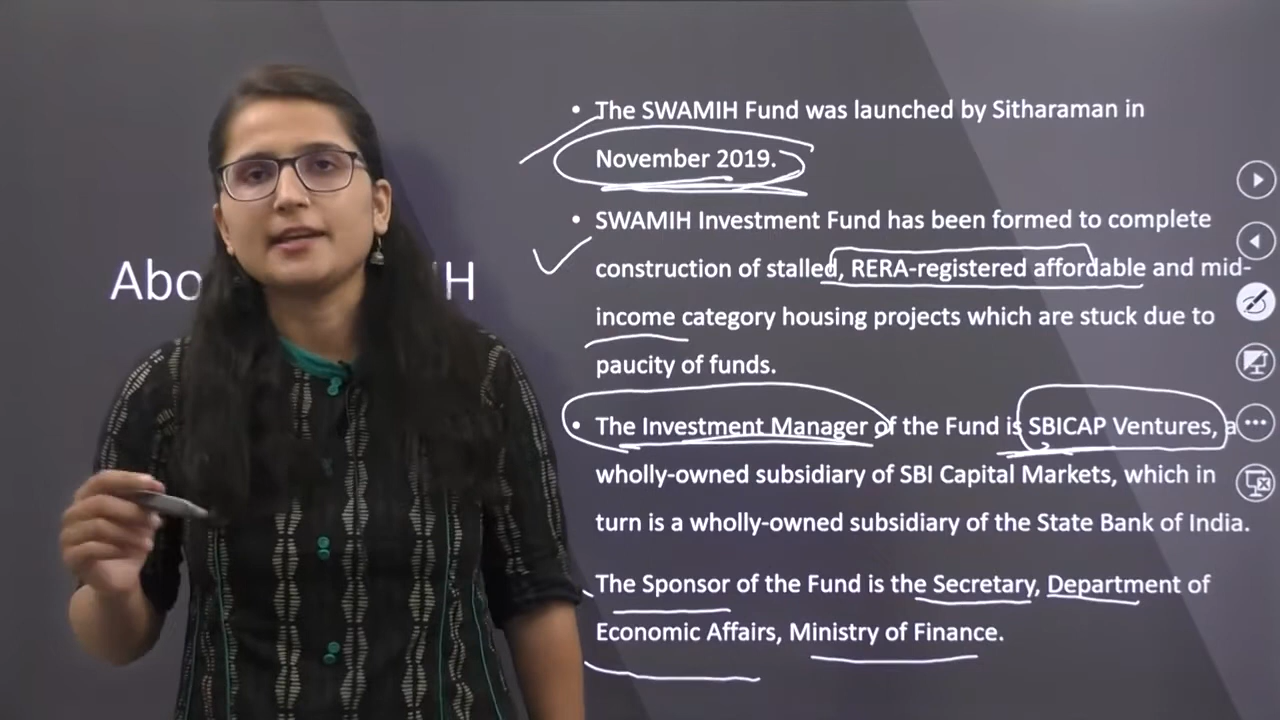 Abo H
• The SWAMIH Fund was launched by Sitharaman in
November 2019.
• SWAMIH Investment Fund has been formed to complete
construction of stalled, RERA-registered affordable and mid-
income category housing projects which are stuck due to
paucity of funds.
• The Investment Manager of the Fund is SBICAP Ventures, a
wholly-owned subsidiary of SBI Capital Markets, which in
turn is a wholly-owned subsidiary of the State Bank of India.
The Sponsor of the Fund is the Secretary, Department of
Economic Affairs, Ministry of Finance.